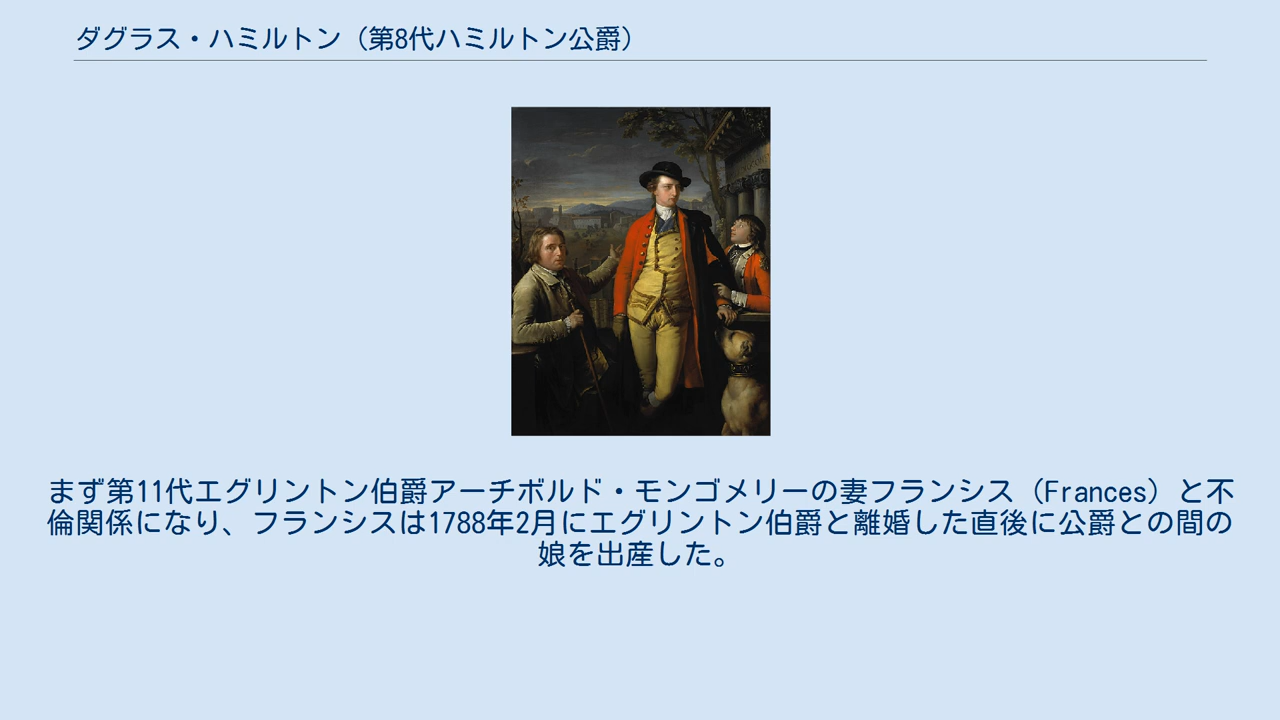 ダグラス・ハミルトン（第8代ハミルトン公爵）
まず第11代エグリントン伯爵アーチボルド・モンゴメリーの妻フランシス（Frances）と不
倫関係になり、フランシスは1788年2月にエグリントン伯爵と離婚した直後に公爵との間の
娘を出産した。